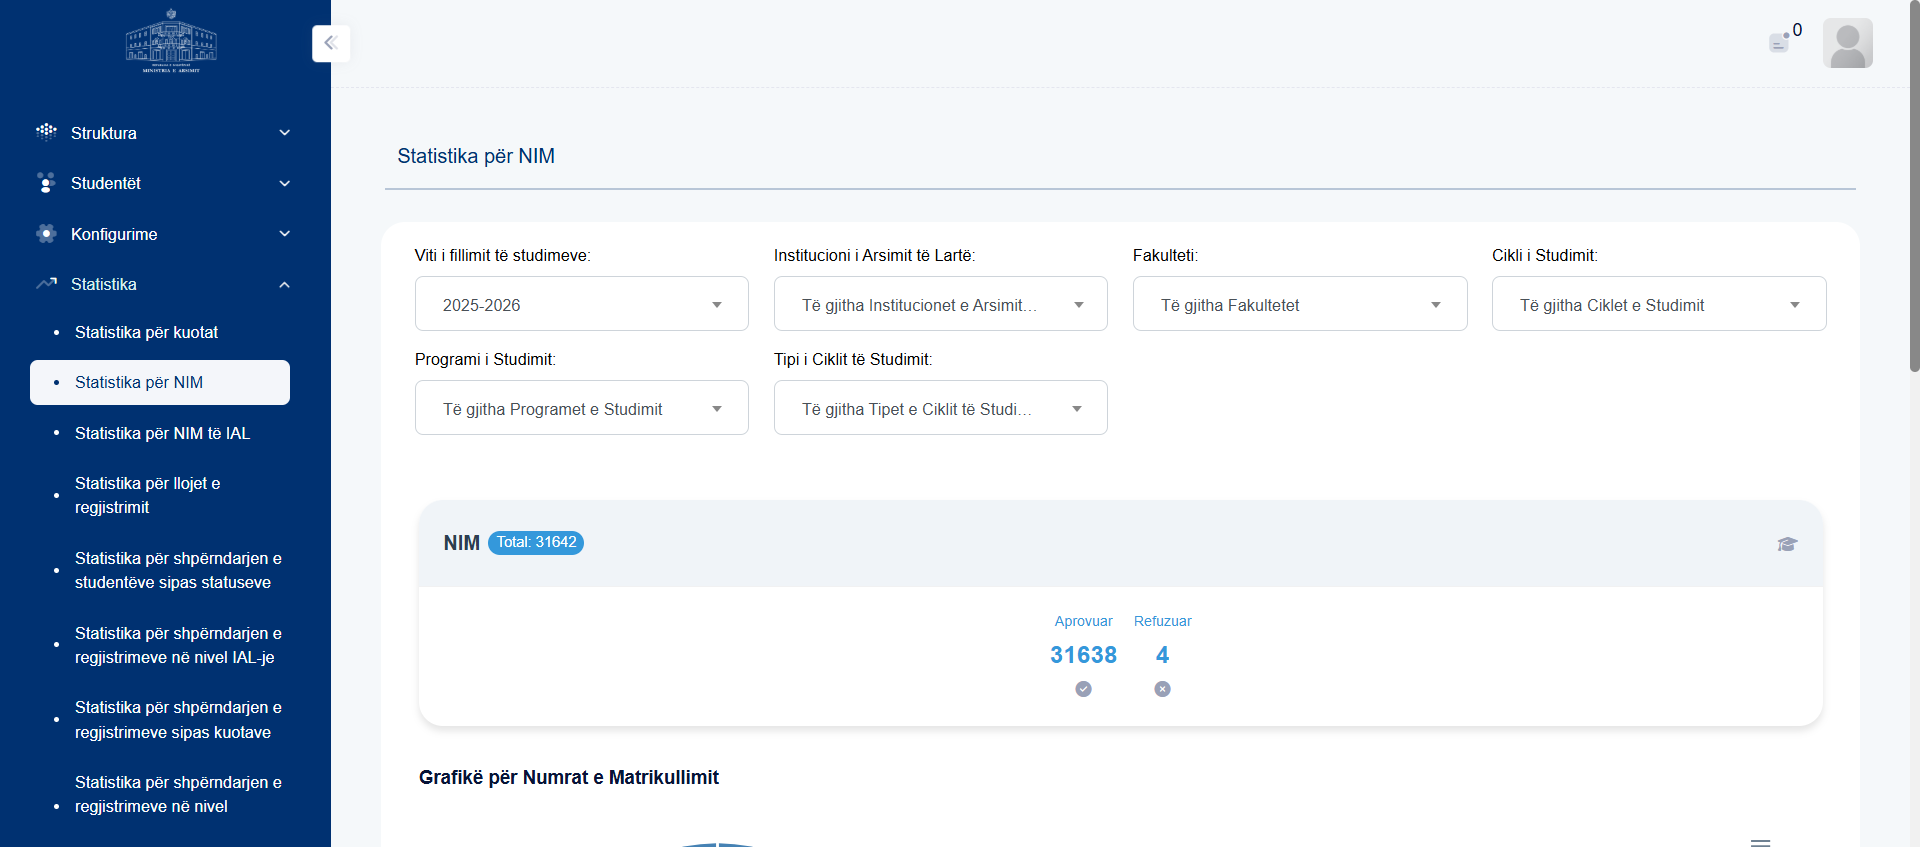 REPUBLIKA E SHQIPËRISË
MINISTRIA E ARSIMIT
0
Struktura
Studentët
Konfigurime
Statistika
Statistika për kuotat
Statistika për NIM
Statistika për NIM të IAL
Statistika për llojet e
regjistrimit
Statistika për shpërndarjen e
studentëve sipas statuseve
Statistika për shpërndarjen e
regjistrimeve në nivel IAL-je
Statistika për shpërndarjen e
regjistrimeve sipas kuotave
Statistika për shpërndarjen e
regjistrimeve në nivel
Statistika për NIM
Viti i fillimit të studimeve:
2025-2026
Institucioni i Arsimit të Lartë:
Të gjitha Institucionet e Arsimit...
Fakulteti:
Të gjitha Fakultetet
Cikli i Studimit:
Të gjitha Ciklet e Studimit
Programi i Studimit:
Të gjitha Programet e Studimit
Tipi i Ciklit të Studimit:
Të gjitha Tipet e Ciklit të Studi...
NIM Total: 31642
Aprovuar
31638
Refuzuar
4
Grafikë për Numrat e Matrikullimit